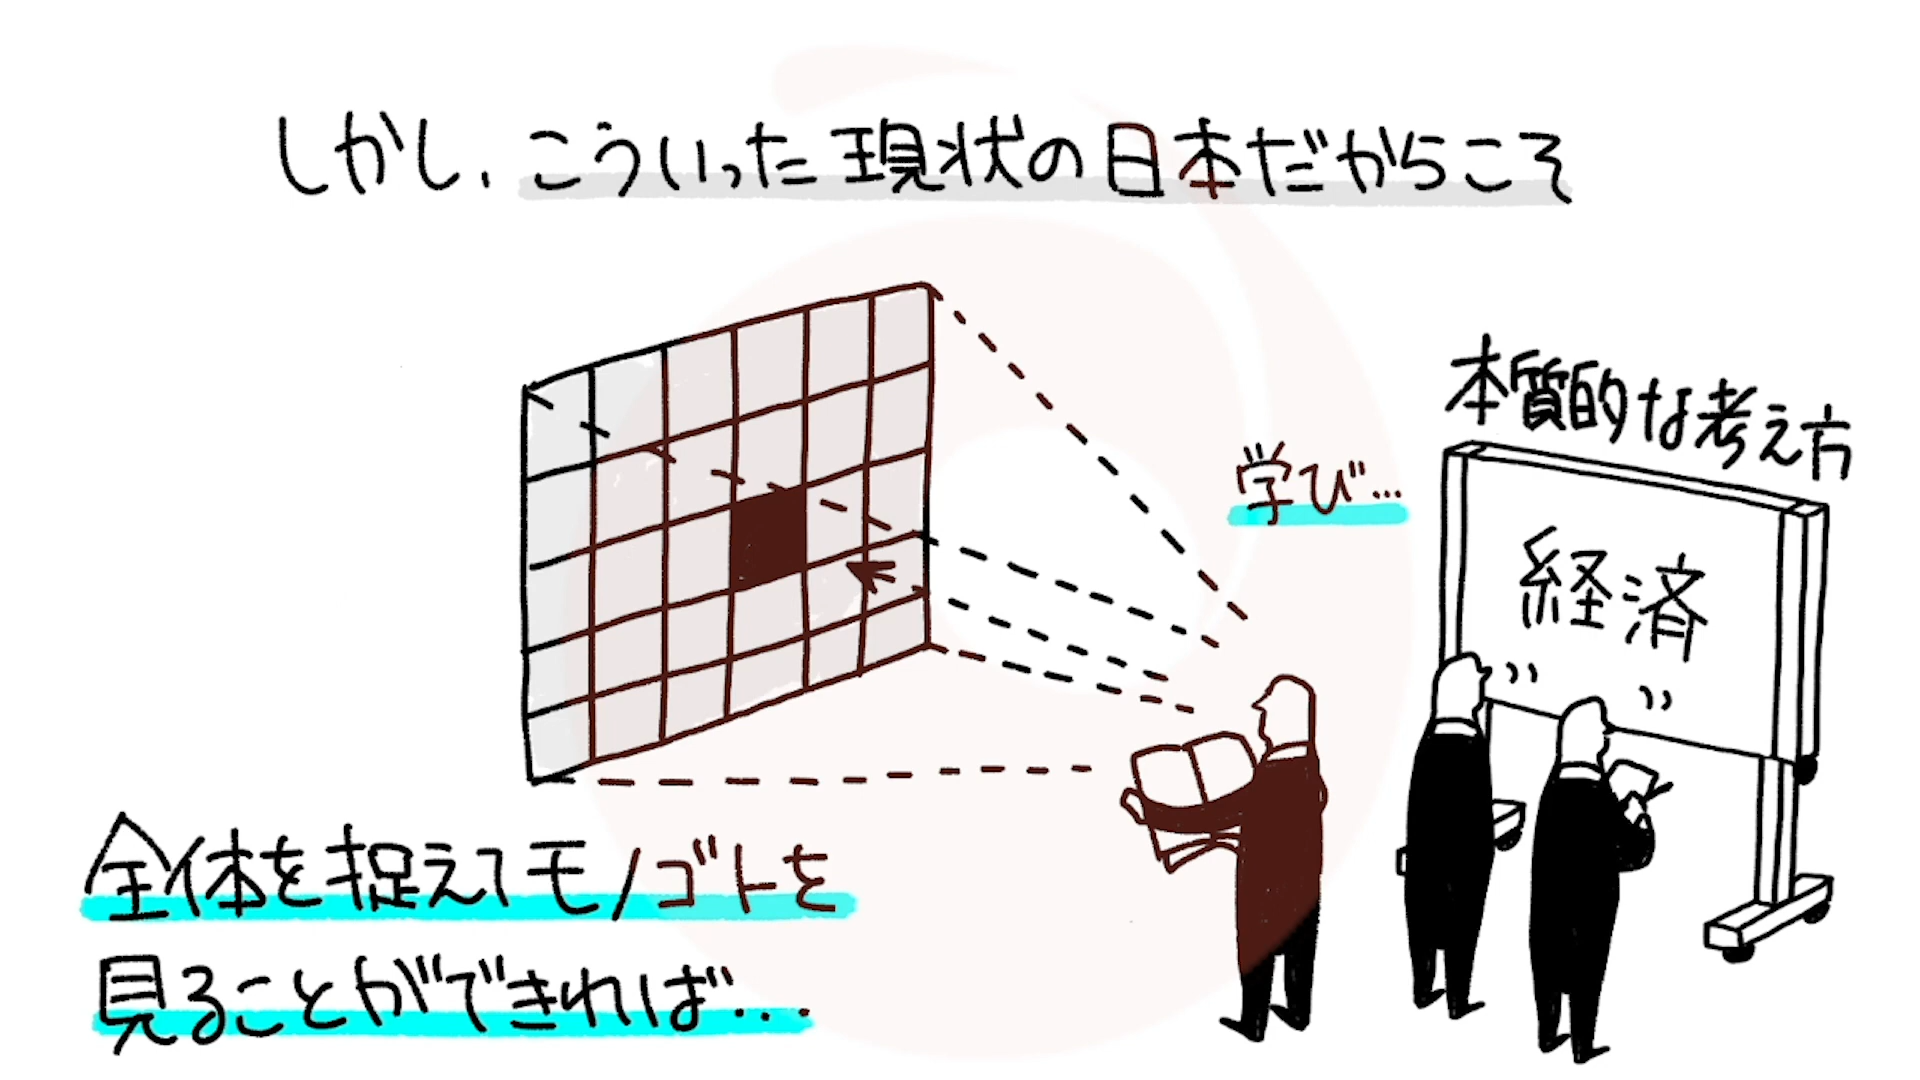 しかし、こういった現状の日本だからこそ
本質的な考え方
学び…
経済
全体を捉えてモノゴトを
見ることができれば…